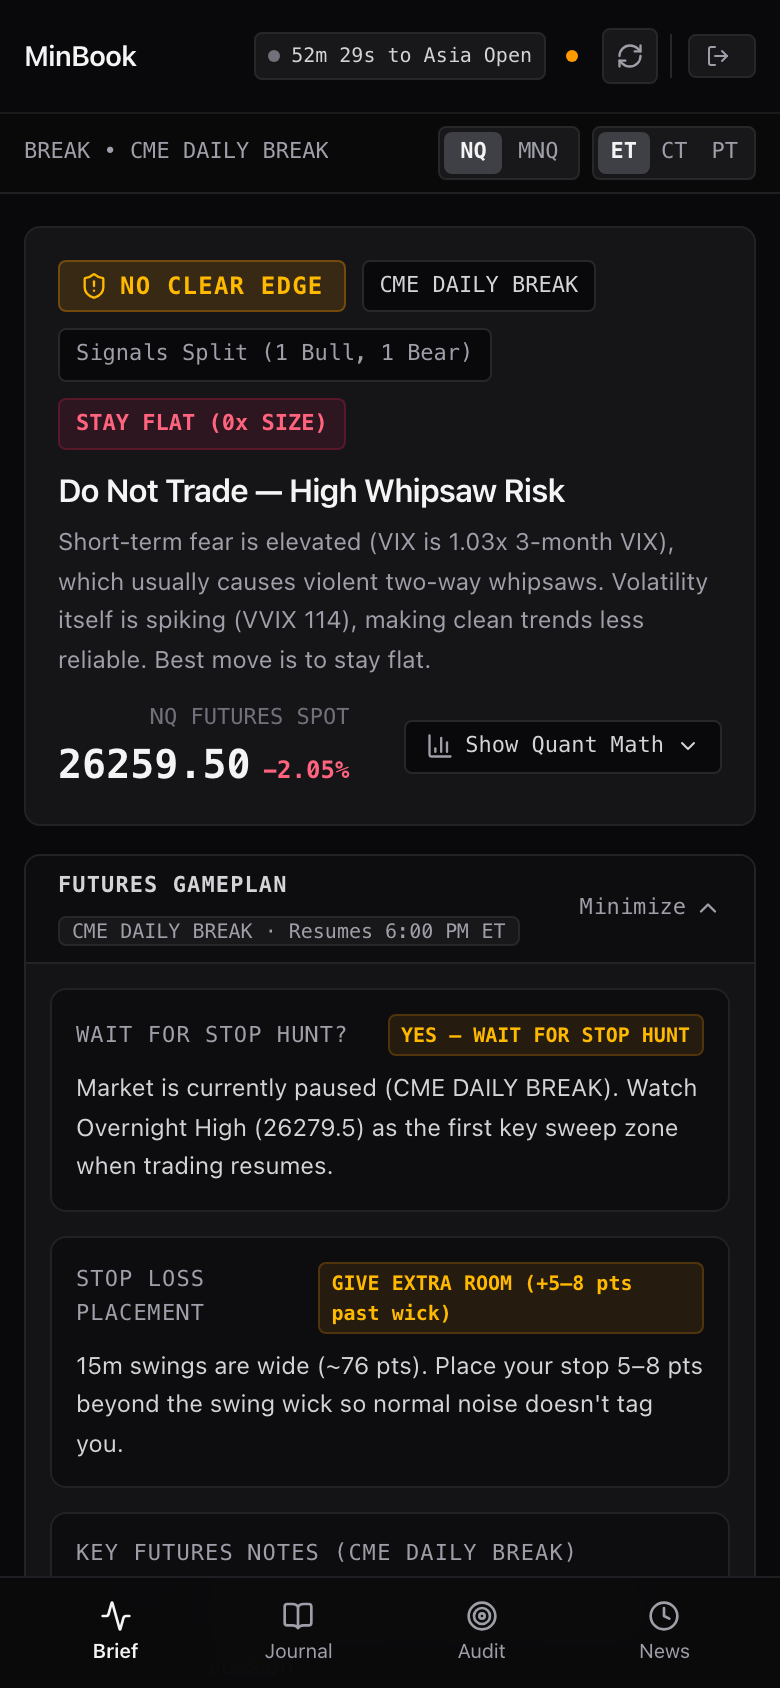 MinBook
52m 29s to Asia Open
BREAK • CME DAILY BREAK
NQ MNQ
ET CT PT
NO CLEAR EDGE
CME DAILY BREAK
Signals Split (1 Bull, 1 Bear)
STAY FLAT (0x SIZE)
Do Not Trade — High Whipsaw Risk
Short-term fear is elevated (VIX is 1.03x 3-month VIX),
which usually causes violent two-way whipsaws. Volatility
itself is spiking (VVIX 114), making clean trends less
reliable. Best move is to stay flat.
NQ FUTURES SPOT
26259.50 −2.05%
Show Quant Math
FUTURES GAMEPLAN
CME DAILY BREAK · Resumes 6:00 PM ET
Minimize
WAIT FOR STOP HUNT?
YES — WAIT FOR STOP HUNT
Market is currently paused (CME DAILY BREAK). Watch
Overnight High (26279.5) as the first key sweep zone
when trading resumes.
STOP LOSS
PLACEMENT
GIVE EXTRA ROOM (+5–8 pts
past wick)
15m swings are wide (~76 pts). Place your stop 5–8 pts
beyond the swing wick so normal noise doesn't tag
you.
KEY FUTURES NOTES (CME DAILY BREAK)
Brief
Journal
Audit
News